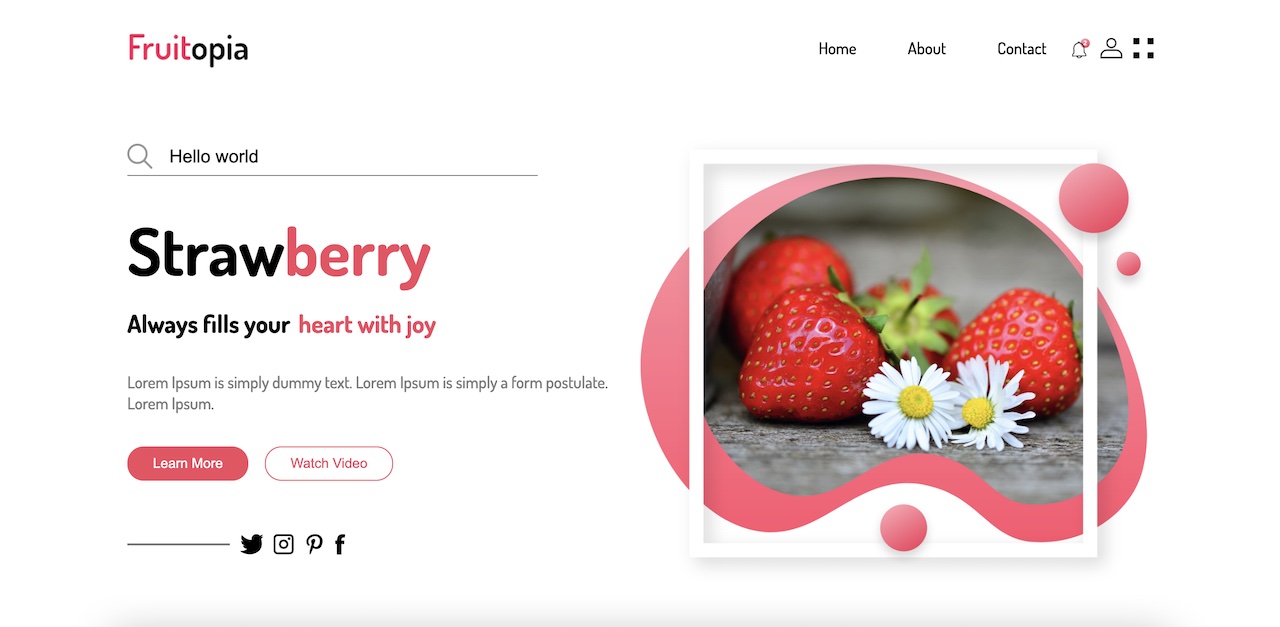 Fruitopia
Home About Contact
2
Hello world
Strawberry
Always fills your heart with joy
Lorem Ipsum is simply dummy text. Lorem Ipsum is simply a form postulate.
Lorem Ipsum.
Learn More Watch Video